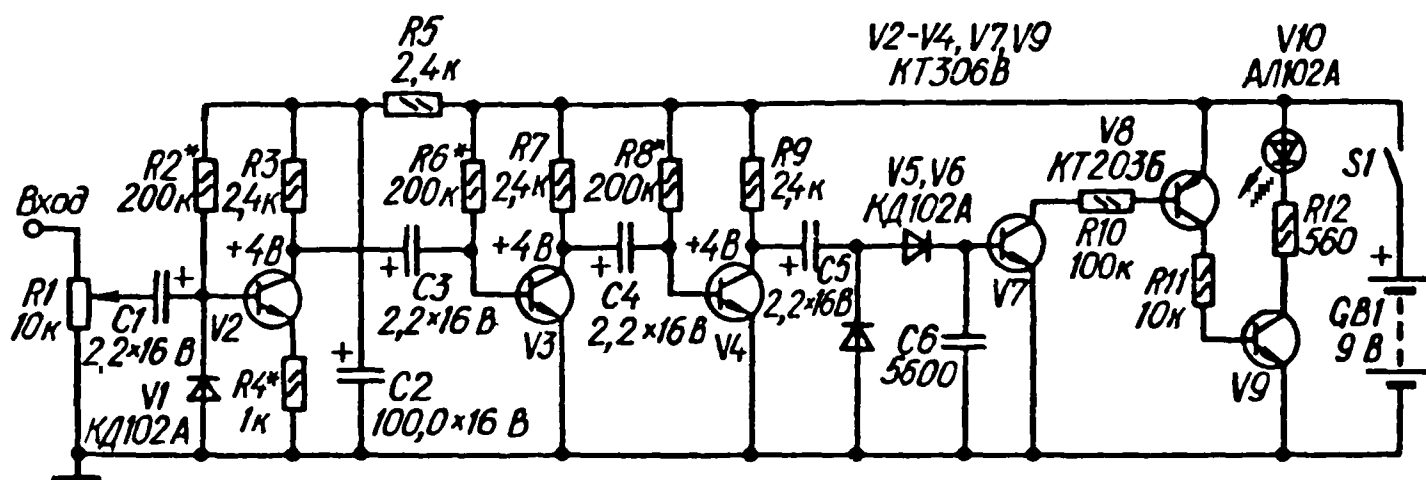 R5
2,4к
V2-V4, V7, V9
КТ306В
V10
АЛ102А
Вход
R1
10к
R2*
200к
R3
2,4к
+4В
C1
2,2×16 В
V1
КД102А
V2
R4*
1к
C2
100,0×16 В
R6*
200к
C3
2,2×16 В
R7
2,4к
+4В
V3
R8*
200к
C4
2,2×16В
R9
2,4к
+4В
V4
C5
2,2×16В
V5, V6
КД102А
C6
5600
V7
V8
КТ203Б
R10
100к
R11
10к
V9
R12
560
S1
GB1
9 В